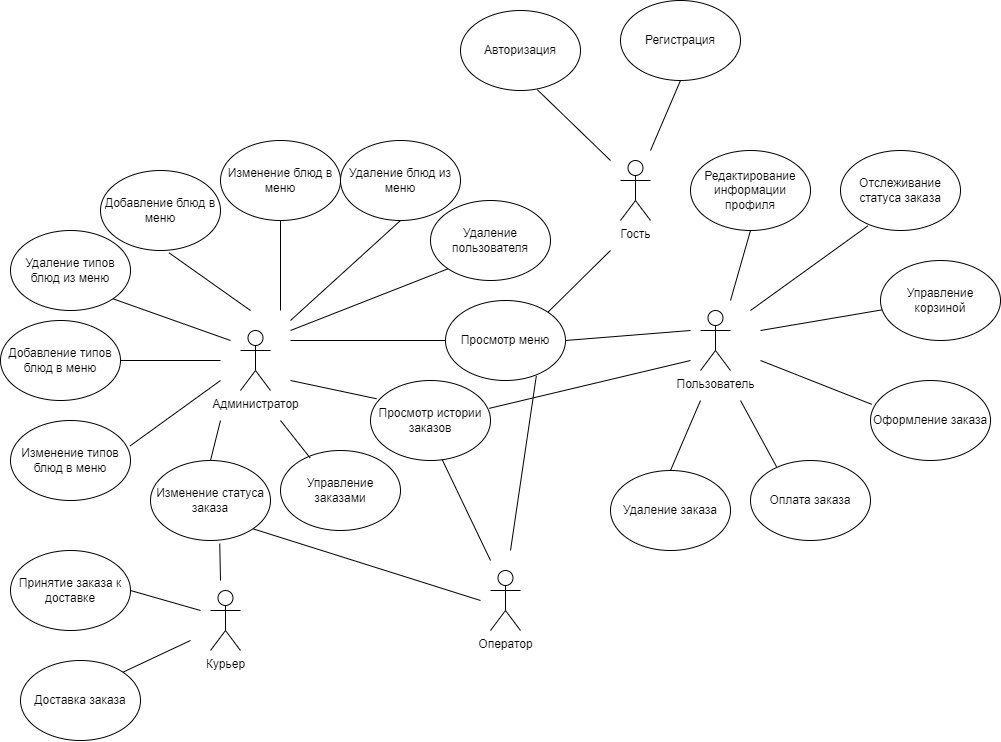 Регистрация
Авторизация
Изменение блюд в
меню
Удаление блюд из
меню
Редактирование
информации
профиля
Отслеживание
статуса заказа
Добавление блюд в
меню
Гость
Удаление
пользователя
Удаление типов
блюд из меню
Управление
корзиной
Просмотр меню
Добавление типов
блюд в меню
Пользователь
Администратор
Просмотр истории
заказов
Оформление заказа
Изменение типов
блюд в меню
Изменение статуса
заказа
Управление
заказами
Удаление заказа
Оплата заказа
Принятие заказа к
доставке
Оператор
Курьер
Доставка заказа